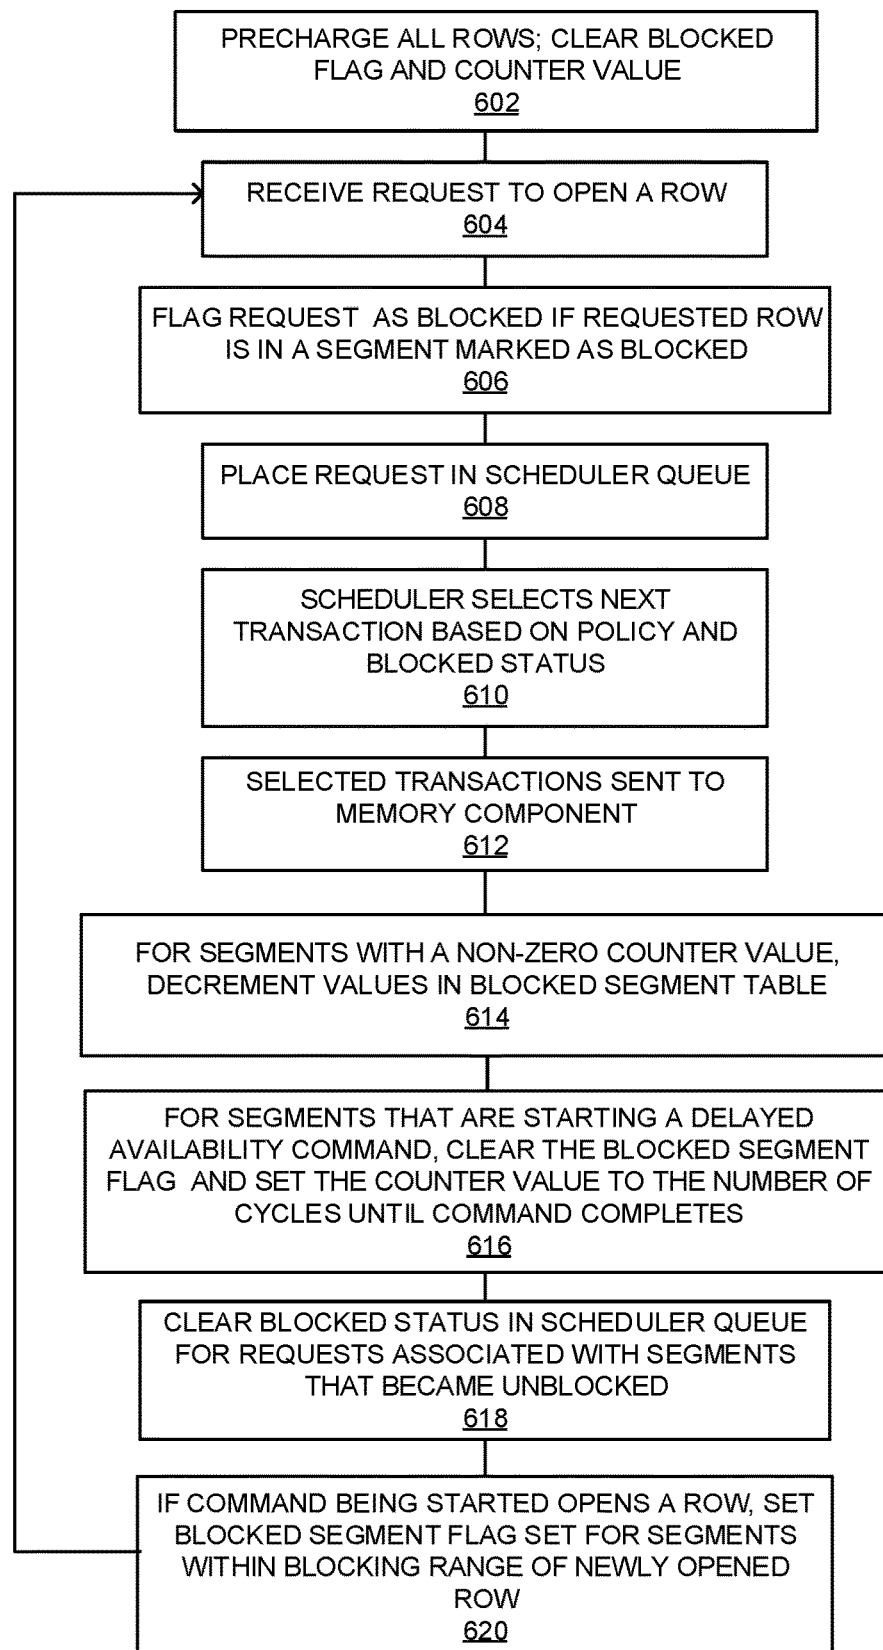 PRECHARGE ALL ROWS; CLEAR BLOCKED
FLAG AND COUNTER VALUE
602
RECEIVE REQUEST TO OPEN A ROW
604
FLAG REQUEST AS BLOCKED IF REQUESTED ROW
IS IN A SEGMENT MARKED AS BLOCKED
606
PLACE REQUEST IN SCHEDULER QUEUE
608
SCHEDULER SELECTS NEXT
TRANSACTION BASED ON POLICY AND
BLOCKED STATUS
610
SELECTED TRANSACTIONS SENT TO
MEMORY COMPONENT
612
FOR SEGMENTS WITH A NON-ZERO COUNTER VALUE,
DECREMENT VALUES IN BLOCKED SEGMENT TABLE
614
FOR SEGMENTS THAT ARE STARTING A DELAYED
AVAILABILITY COMMAND, CLEAR THE BLOCKED SEGMENT
FLAG AND SET THE COUNTER VALUE TO THE NUMBER OF
CYCLES UNTIL COMMAND COMPLETES
616
CLEAR BLOCKED STATUS IN SCHEDULER QUEUE
FOR REQUESTS ASSOCIATED WITH SEGMENTS
THAT BECAME UNBLOCKED
618
IF COMMAND BEING STARTED OPENS A ROW, SET
BLOCKED SEGMENT FLAG SET FOR SEGMENTS
WITHIN BLOCKING RANGE OF NEWLY OPENED
ROW
620